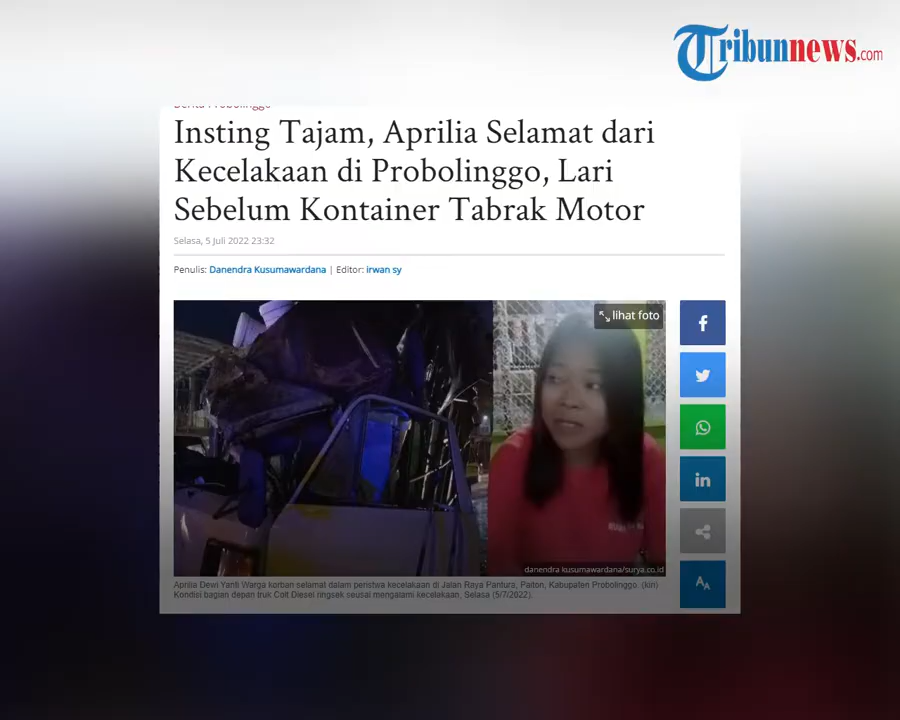 Tribunnews.com
Berita Probolinggo
Insting Tajam, Aprilia Selamat dari
Kecelakaan di Probolinggo, Lari
Sebelum Kontainer Tabrak Motor
Selasa, 5 Juli 2022 23:32
Penulis: Danendra Kusumawardana | Editor: irwan sy
lihat foto
danendra kusumawardana/surya.co.id
Aprilia Dewi Yanti Warga korban selamat dalam peristiwa kecelakaan di Jalan Raya Pantura, Paiton, Kabupaten Probolinggo. (kiri)
Kondisi bagian depan truk Colt Diesel ringsek seusai mengalami kecelakaan, Selasa (5/7/2022).